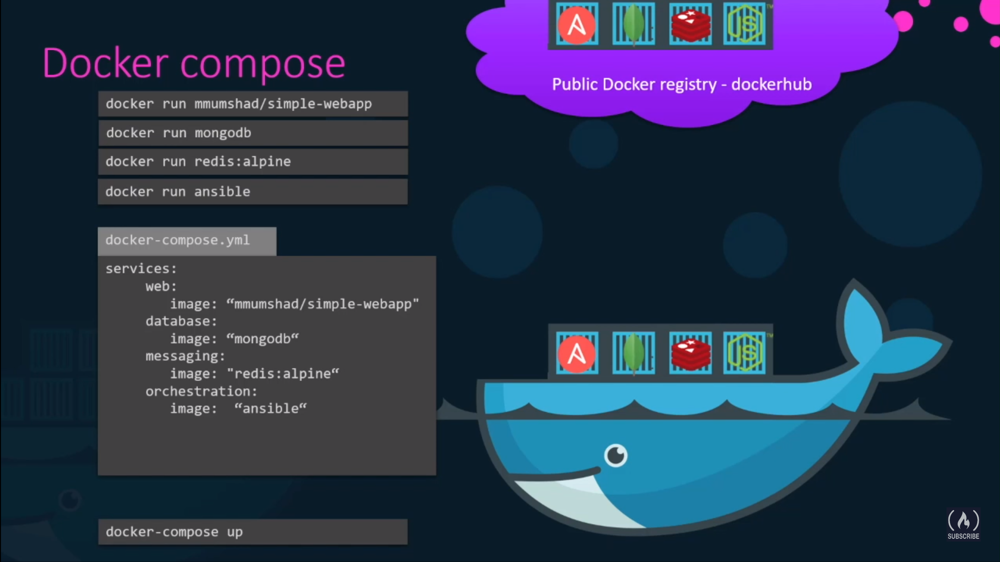 Docker compose
docker run mmumshad/simple-webapp
docker run mongodb
docker run redis:alpine
docker run ansible
docker-compose.yml
services:
web:
image: “mmumshad/simple-webapp"
database:
image: “mongodb“
messaging:
image: "redis:alpine“
orchestration:
image: “ansible“
docker-compose up
JS
TM
Public Docker registry - dockerhub
JS
TM
SUBSCRIBE